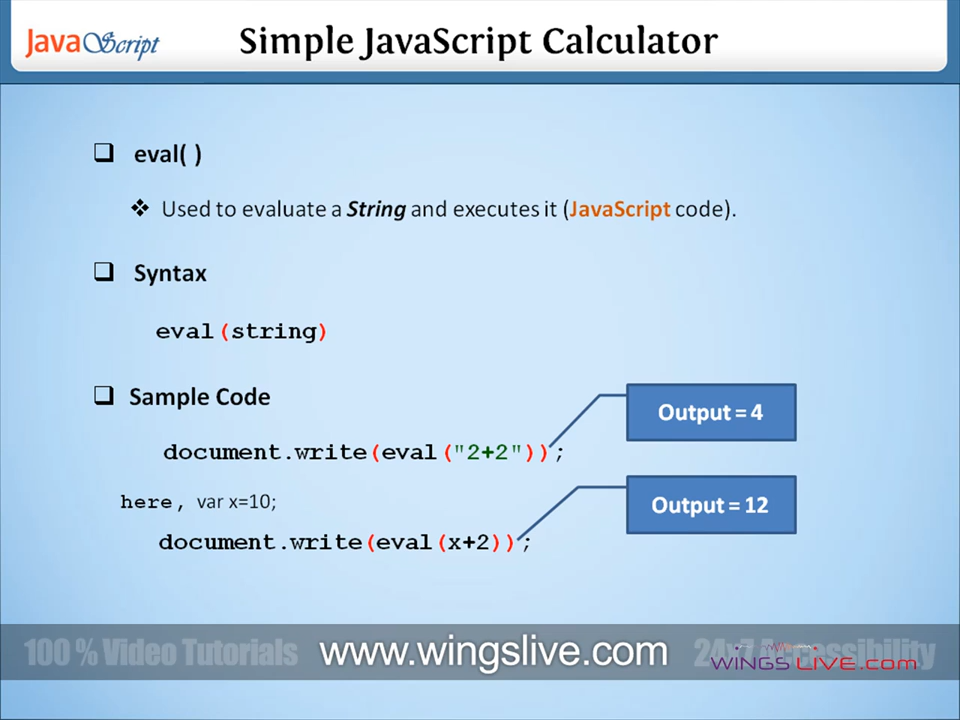 JavaScript
Simple JavaScript Calculator
eval( )
Used to evaluate a String and executes it (JavaScript code).
Syntax
eval(string)
Sample Code
Output = 4
document.write(eval("2+2"));
here, var x=10;
Output = 12
document.write(eval(x+2));
100 % Video Tutorials
www.wingslive.com
24x7 Accessibility
WINGS LIVE.com